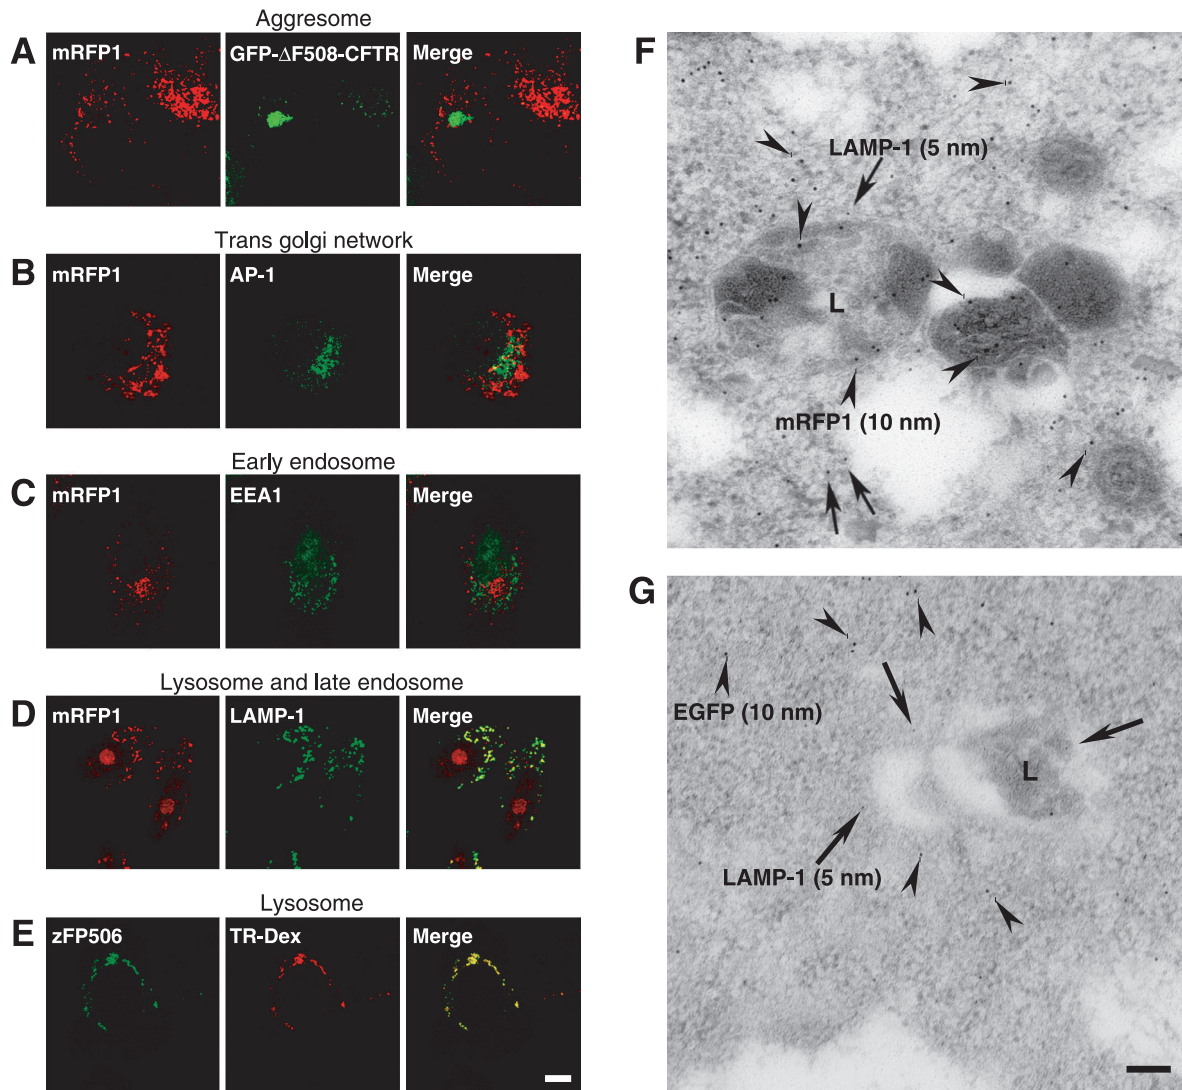 Aggresome
A
mRFP1
GFP-ΔF508-CFTR
Merge
Trans golgi network
B
mRFP1
AP-1
Merge
Early endosome
C
mRFP1
EEA1
Merge
Lysosome and late endosome
D
mRFP1
LAMP-1
Merge
Lysosome
E
zFP506
TR-Dex
Merge
F
LAMP-1 (5 nm)
L
mRFP1 (10 nm)
G
EGFP (10 nm)
L
LAMP-1 (5 nm)